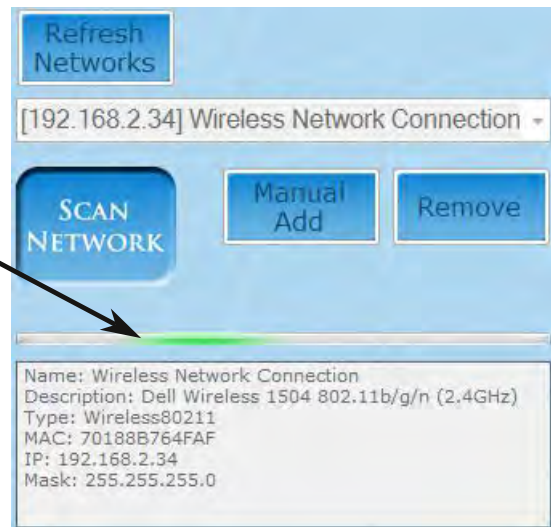 Refresh
Networks
[192.168.2.34] Wireless Network Connection
SCAN
NETWORK
Manual
Add
Remove
Name: Wireless Network Connection
Description: Dell Wireless 1504 802.11b/g/n (2.4GHz)
Type: Wireless80211
MAC: 70188B764FAF
IP: 192.168.2.34
Mask: 255.255.255.0